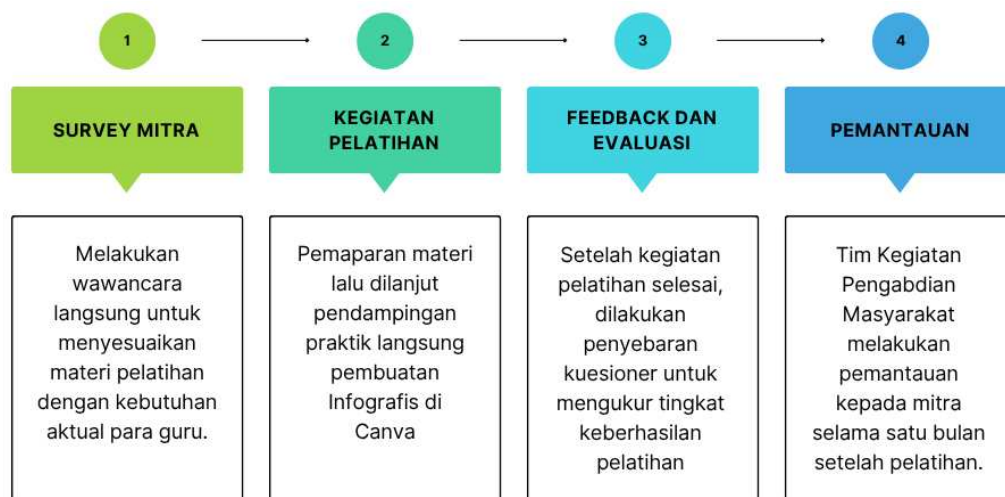 1
2
3
4
SURVEY MITRA
KEGIATAN
PELATIHAN
FEEDBACK DAN
EVALUASI
PEMANTAUAN
Melakukan
wawancara
langsung untuk
menyesuaikan
materi pelatihan
dengan kebutuhan
aktual para guru.
Pemaparan materi
lalu dilanjut
pendampingan
praktik langsung
pembuatan
Infografis di
Canva
Setelah kegiatan
pelatihan selesai,
dilakukan
penyebaran
kuesioner untuk
mengukur tingkat
keberhasilan
pelatihan
Tim Kegiatan
Pengabdian
Masyarakat
melakukan
pemantauan
kepada mitra
selama satu bulan
setelah pelatihan.